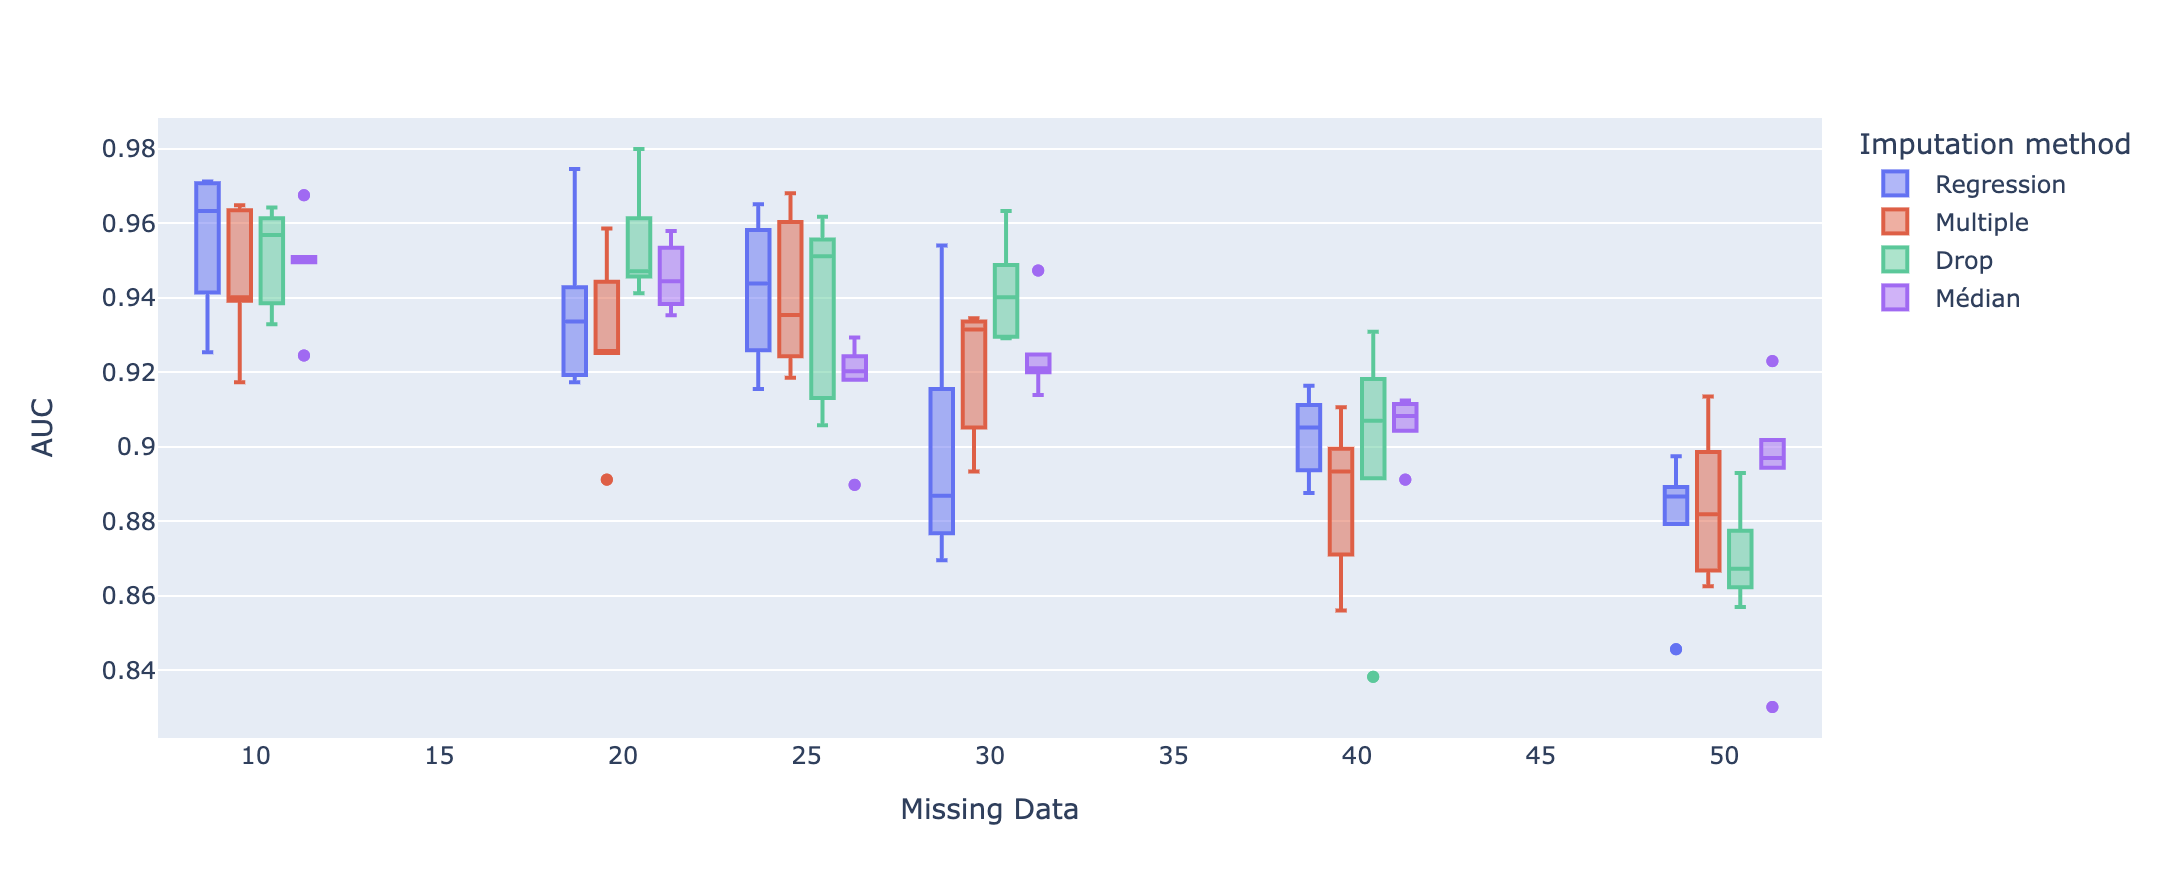 0.98
0.96
0.94
0.92
0.9
0.88
0.86
0.84
AUC
10 15 20 25 30 35 40 45 50
Missing Data
Imputation method
Regression
Multiple
Drop
Médian